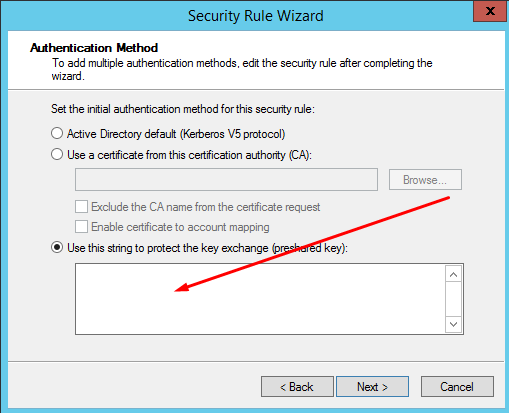 Security Rule Wizard
x
Authentication Method
To add multiple authentication methods, edit the security rule after completing the
wizard.
Set the initial authentication method for this security rule:
Active Directory default (Kerberos V5 protocol)
Use a certificate from this certification authority (CA):
Browse...
Exclude the CA name from the certificate request
Enable certificate to account mapping
Use this string to protect the key exchange (preshared key):
< Back Next > Cancel